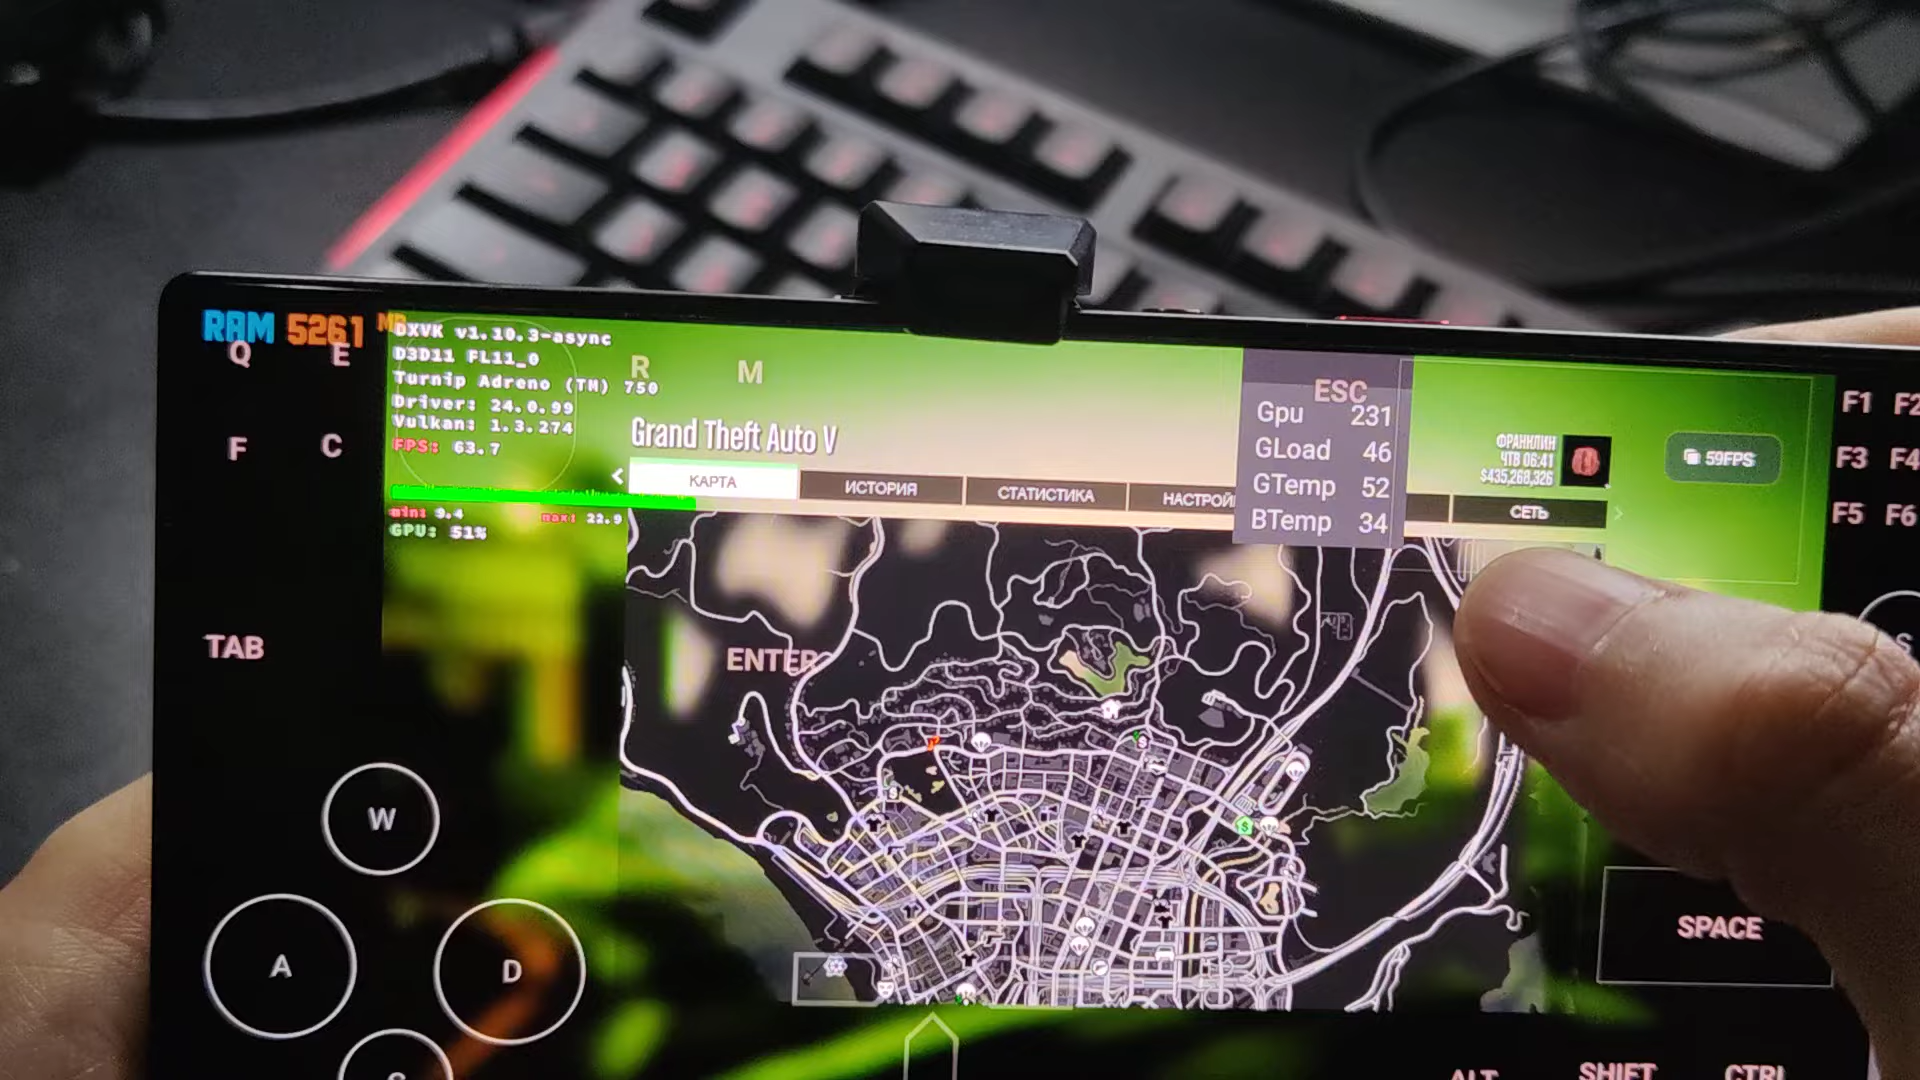 RAM 5261 MB
DXVK v1.10.3-async
D3D11 FL11_0
Turnip Adreno (TM) 750
Driver: 24.0.99
Vulkan: 1.3.274
FPS: 63.7
min: 9.4 max: 22.9
GPU: 51%
Q E
R M
F C
TAB
ENTER
W
A D
S
ESC
Gpu 231
GLoad 46
GTemp 52
BTemp 34
Grand Theft Auto V
КАРТА ИСТОРИЯ СТАТИСТИКА НАСТРОЙ СЕТЬ
ФРАНКЛИН
ЧТВ 06:41
$435,268,326
59FPS
F1 F2
F3 F4
F5 F6
S
SPACE
ALT SHIFT CTRL